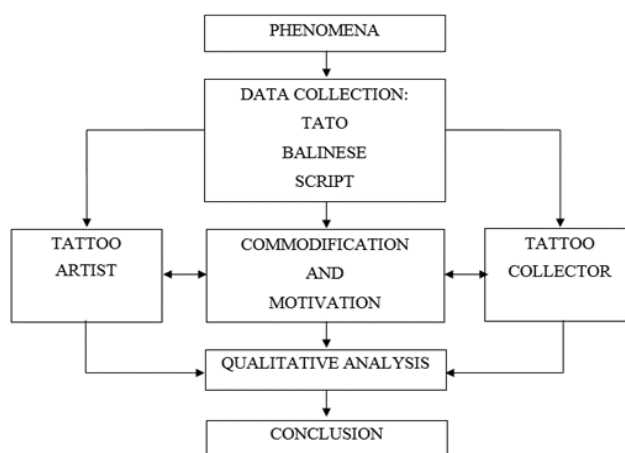 PHENOMENA
DATA COLLECTION:
TATO
BALINESE
SCRIPT
TATTOO
ARTIST
COMMODIFICATION
AND
MOTIVATION
TATTOO
COLLECTOR
QUALITATIVE ANALYSIS
CONCLUSION